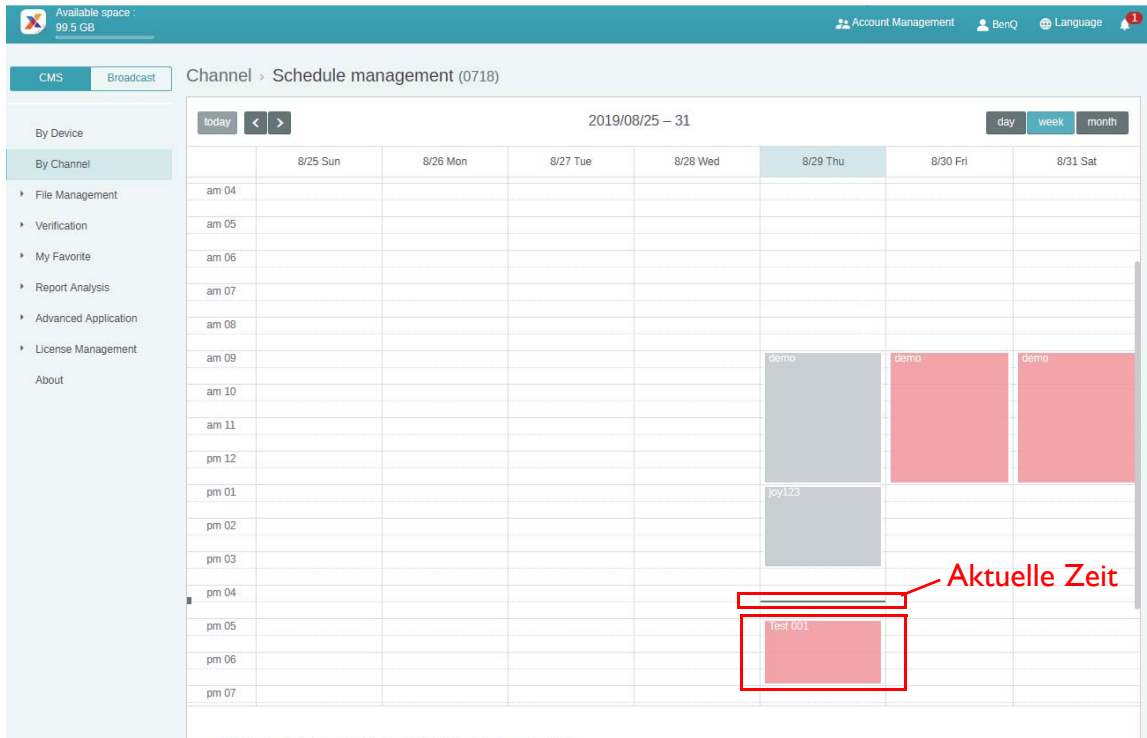 Available space :
99.5 GB
Account Management
BenQ
Language
1
CMS
Broadcast
Channel › Schedule management (0718)
By Device
By Channel
File Management
Verification
My Favorite
Report Analysis
Advanced Application
License Management
About
today < >
2019/08/25 – 31
day week month
8/25 Sun 8/26 Mon 8/27 Tue 8/28 Wed 8/29 Thu 8/30 Fri 8/31 Sat
am 04
am 05
am 06
am 07
am 08
am 09
demo demo demo
am 10
am 11
pm 12
pm 01
joy123
pm 02
pm 03
Aktuelle Zeit
pm 04
pm 05
Test 001
pm 06
pm 07